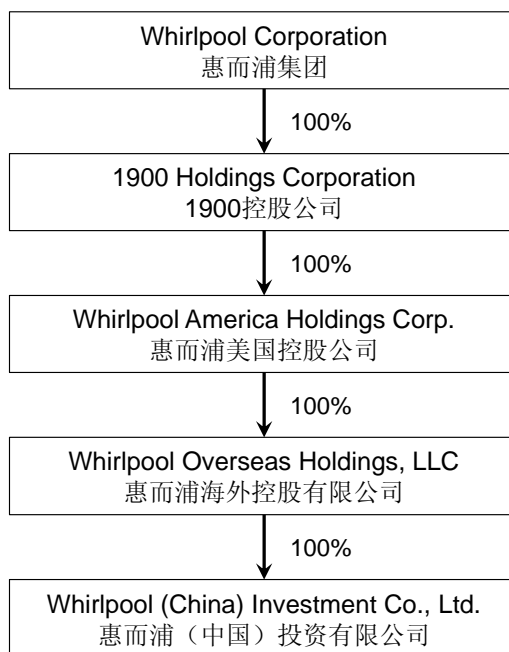 Whirlpool Corporation
惠而浦集团
100%
1900 Holdings Corporation
1900控股公司
100%
Whirlpool America Holdings Corp.
惠而浦美国控股公司
100%
Whirlpool Overseas Holdings, LLC
惠而浦海外控股有限公司
100%
Whirlpool (China) Investment Co., Ltd.
惠而浦（中国）投资有限公司